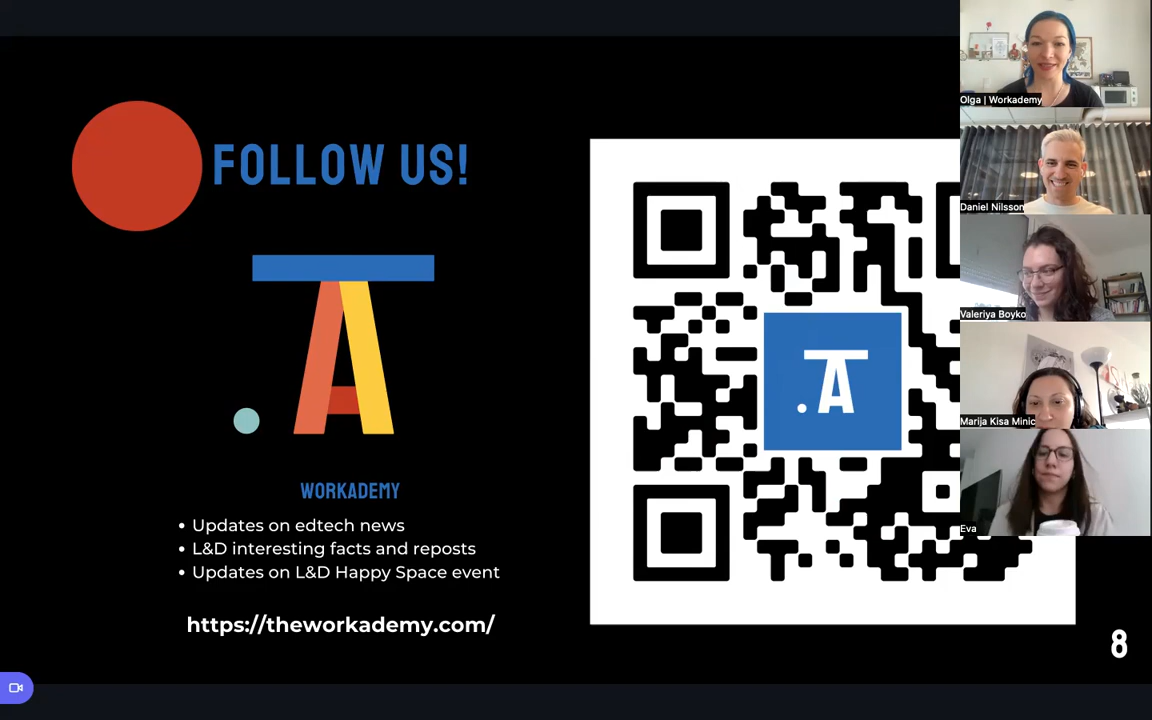 FOLLOW US!
WORKADEMY
• Updates on edtech news
• L&D interesting facts and reposts
• Updates on L&D Happy Space event
https://theworkademy.com/
.A
8
Olga | Workademy
Daniel Nilsson
Valeriya Boyko
Marija Kisa Minic
Eva